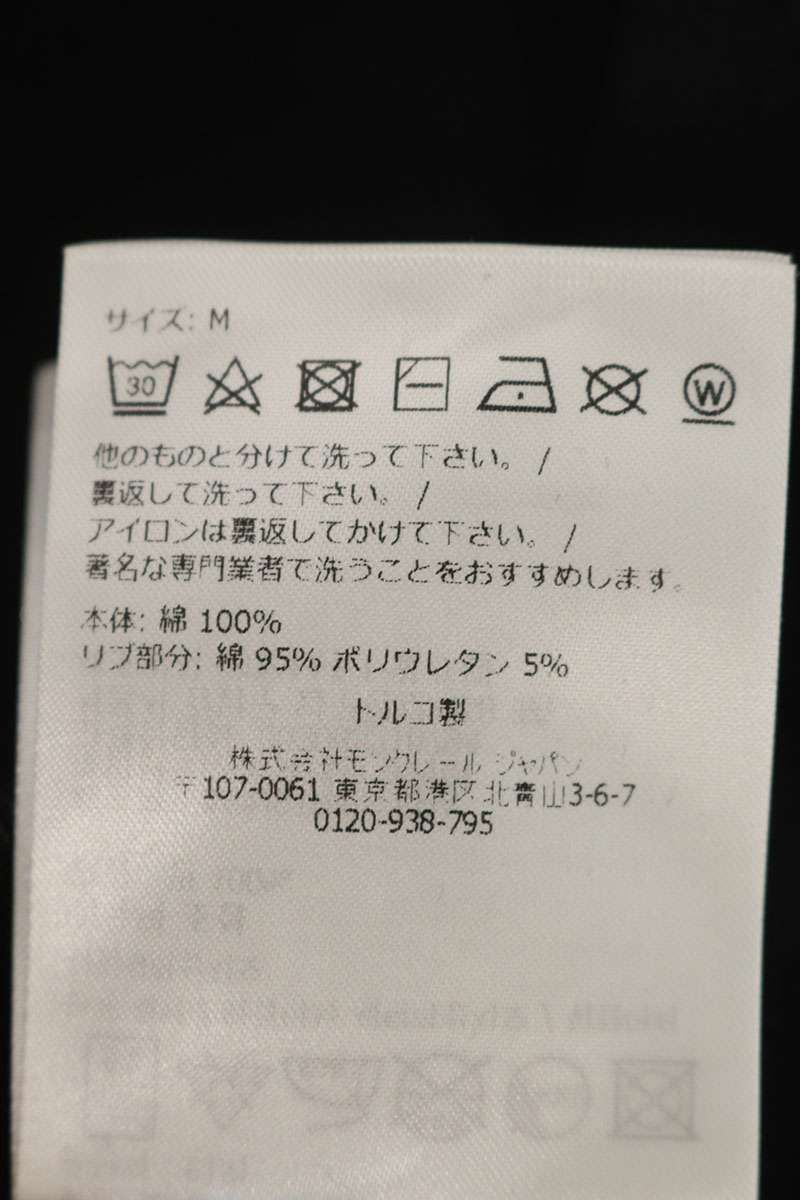 サイズ: M
30
W
他のものと分けて洗って下さい。 /
裏返して洗って下さい。 /
アイロンは裏返してかけて下さい。 /
著名な専門業者で洗うことをおすすめします。
本体: 綿 100%
リブ部分: 綿 95% ポリウレタン 5%
トルコ製
株式会社モンクレール ジャパン
〒107-0061 東京都港区北青山3-6-7
0120-938-795